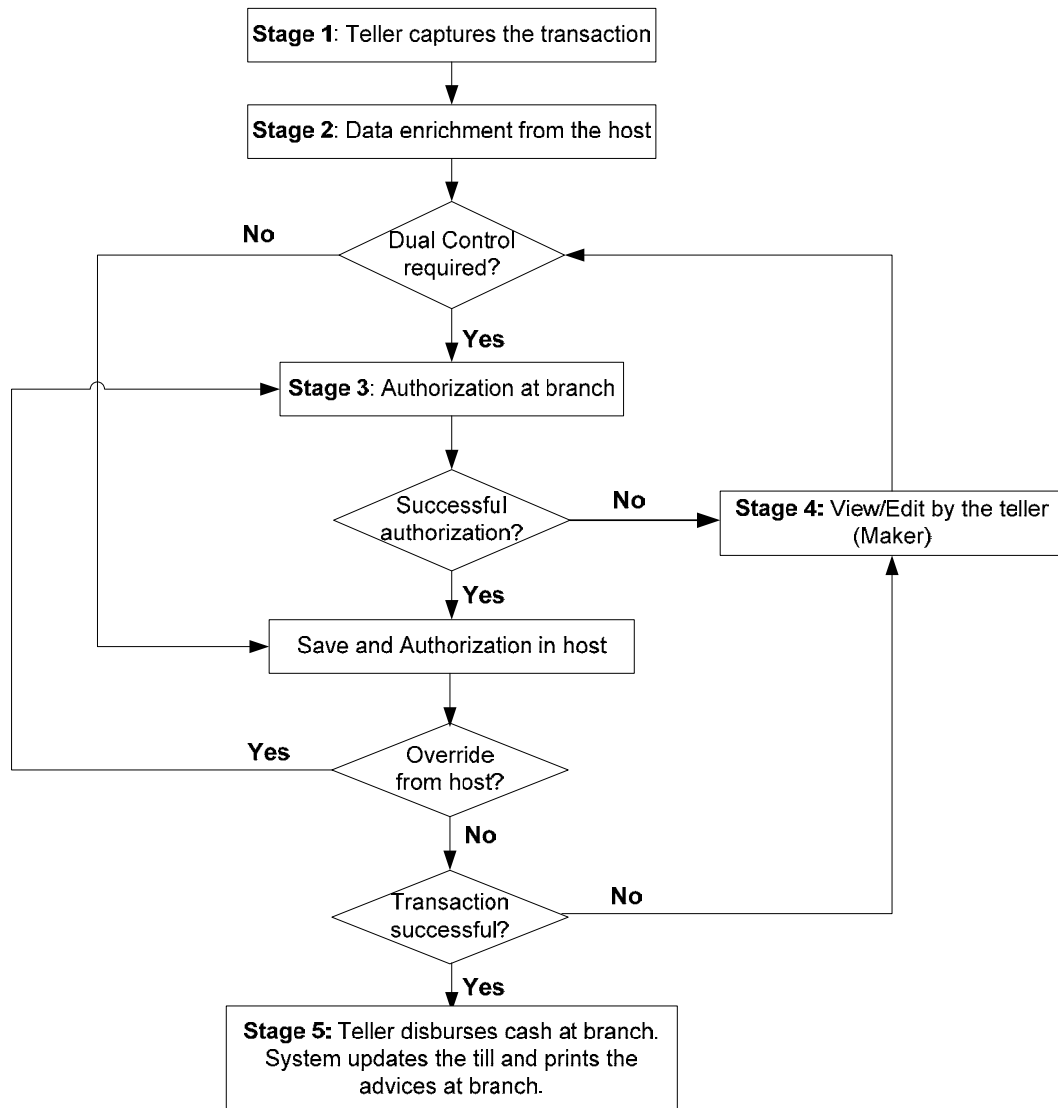 Stage 1: Teller captures the transaction
Stage 2: Data enrichment from the host
No
Dual Control
required?
Yes
Stage 3: Authorization at branch
Successful
authorization?
No
Stage 4: View/Edit by the teller
(Maker)
Yes
Save and Authorization in host
Yes
Override
from host?
No
Transaction
successful?
No
Yes
Stage 5: Teller disburses cash at branch.
System updates the till and prints the
advices at branch.